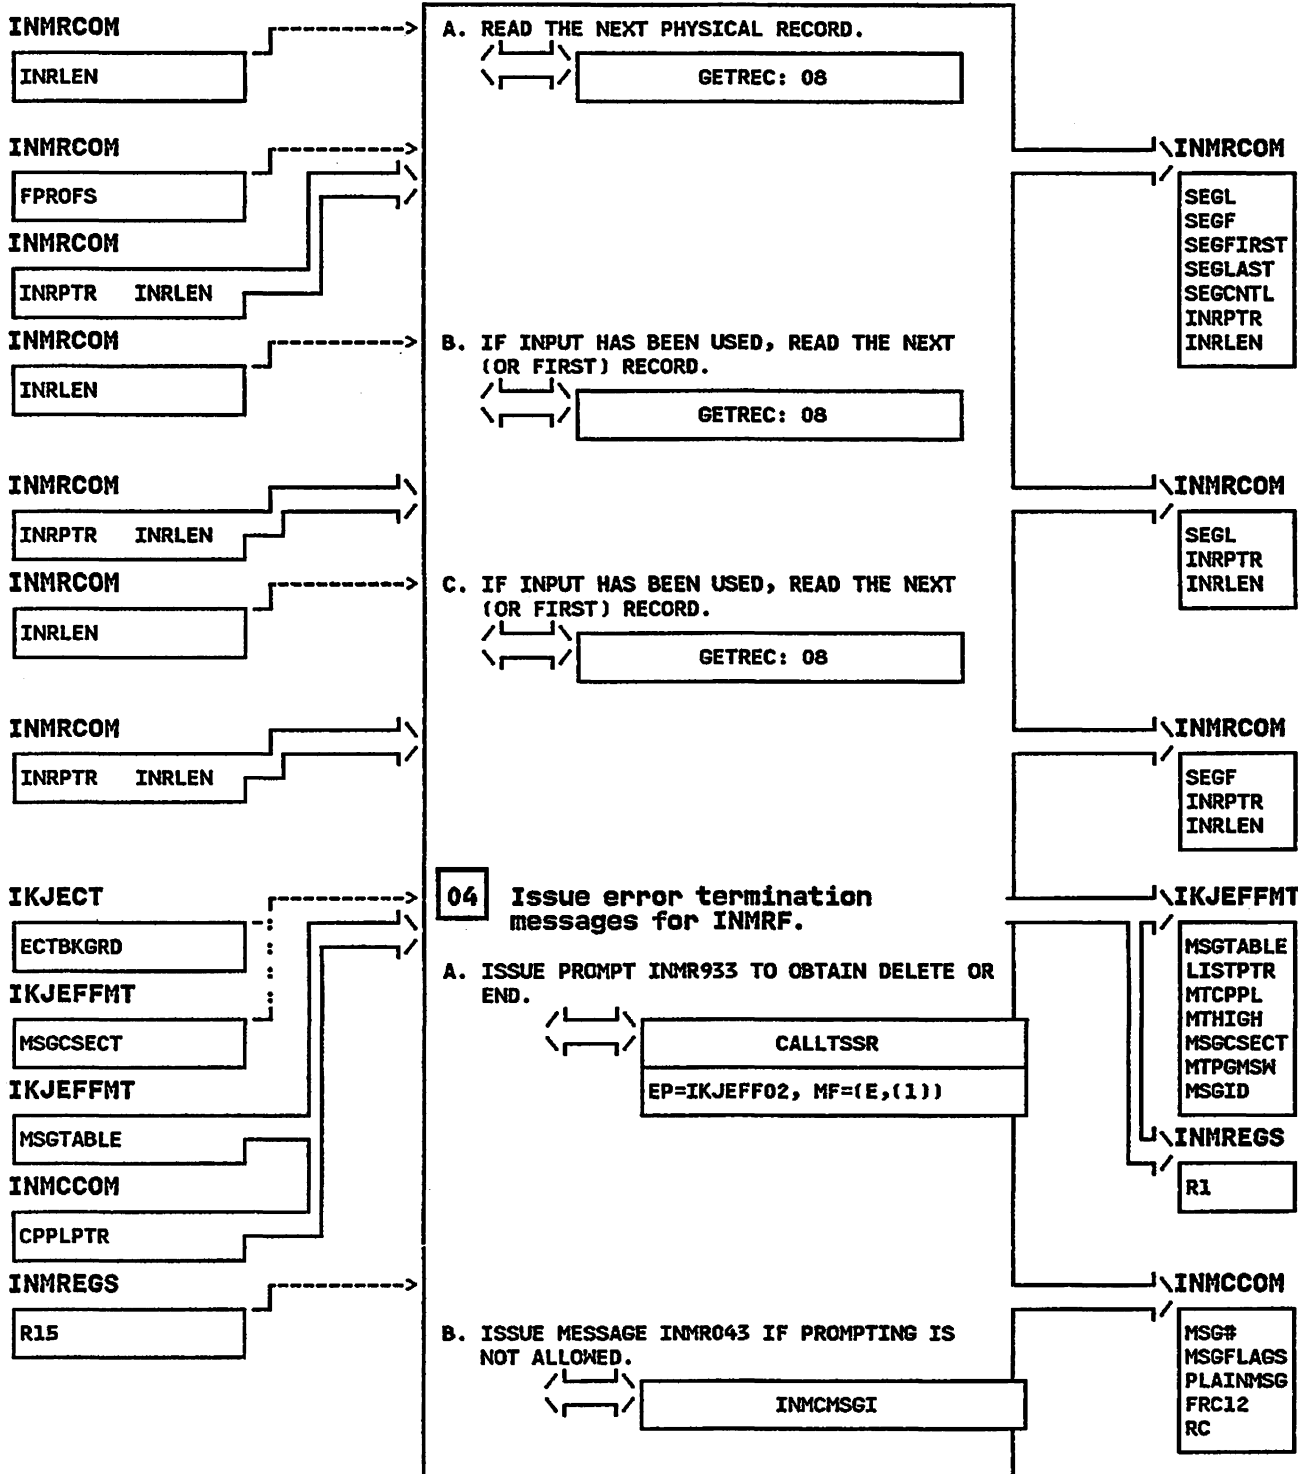 INMRCOM
INRLEN
INMRCOM
FPROFS
INMRCOM
INRPTR INRLEN
INMRCOM
INRLEN
INMRCOM
INRPTR INRLEN
INMRCOM
INRLEN
INMRCOM
INRPTR INRLEN
IKJECT
ECTBKGRD
IKJEFFMT
MSGCSECT
IKJEFFMT
MSGTABLE
INMCCOM
CPPLPTR
INMREGS
R15
A. READ THE NEXT PHYSICAL RECORD.
GETREC: 08
B. IF INPUT HAS BEEN USED, READ THE NEXT
(OR FIRST) RECORD.
GETREC: 08
C. IF INPUT HAS BEEN USED, READ THE NEXT
(OR FIRST) RECORD.
GETREC: 08
04 Issue error termination
messages for INMRF.
A. ISSUE PROMPT INMR933 TO OBTAIN DELETE OR
END.
CALLTSSR
EP=IKJEFF02, MF=(E,(1))
B. ISSUE MESSAGE INMR043 IF PROMPTING IS
NOT ALLOWED.
INMCMSGI
INMRCOM
SEGL
SEGF
SEGFIRST
SEGLAST
SEGCNTL
INRPTR
INRLEN
INMRCOM
SEGL
INRPTR
INRLEN
INMRCOM
SEGF
INRPTR
INRLEN
IKJEFFMT
MSGTABLE
LISTPTR
MTCPPL
MTHIGH
MSGCSECT
MTPGMSW
MSGID
INMREGS
R1
INMCCOM
MSG#
MSGFLAGS
PLAINMSG
FRC12
RC